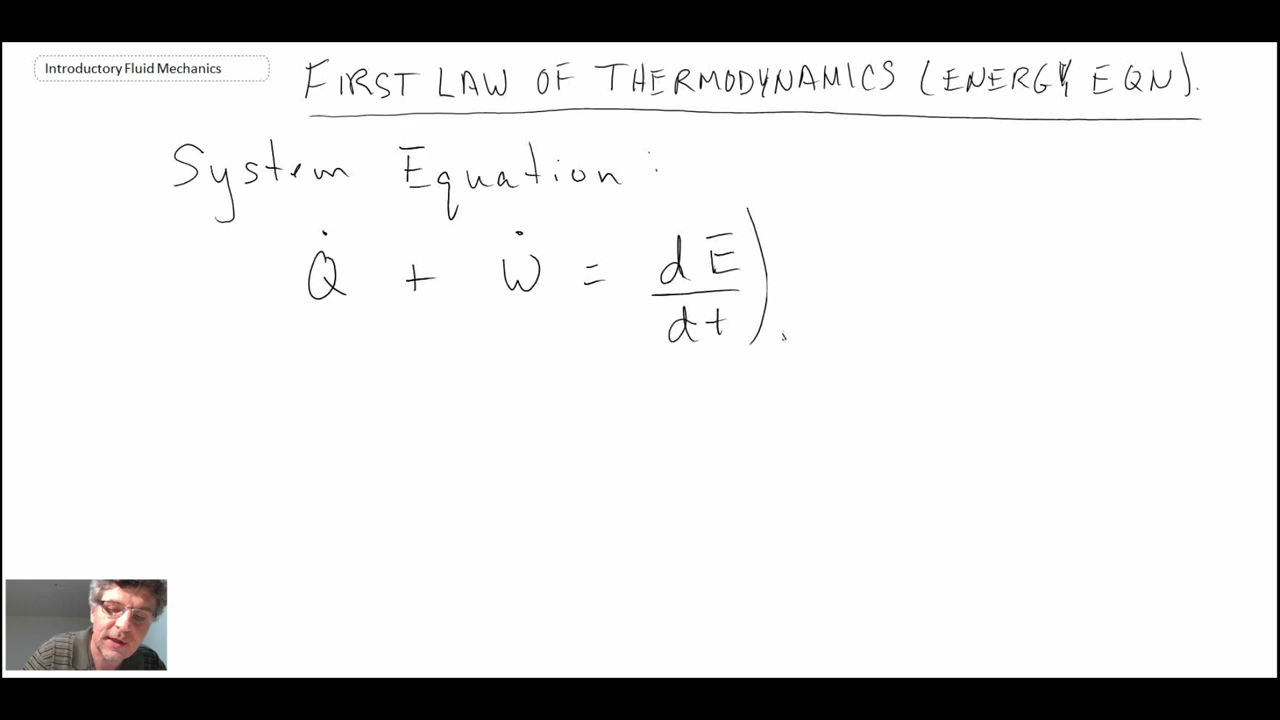 Introductory Fluid Mechanics
FIRST LAW OF THERMODYNAMICS (ENERGY EQN).
System Equation:
Q̇ + Ẇ = dE/dt)